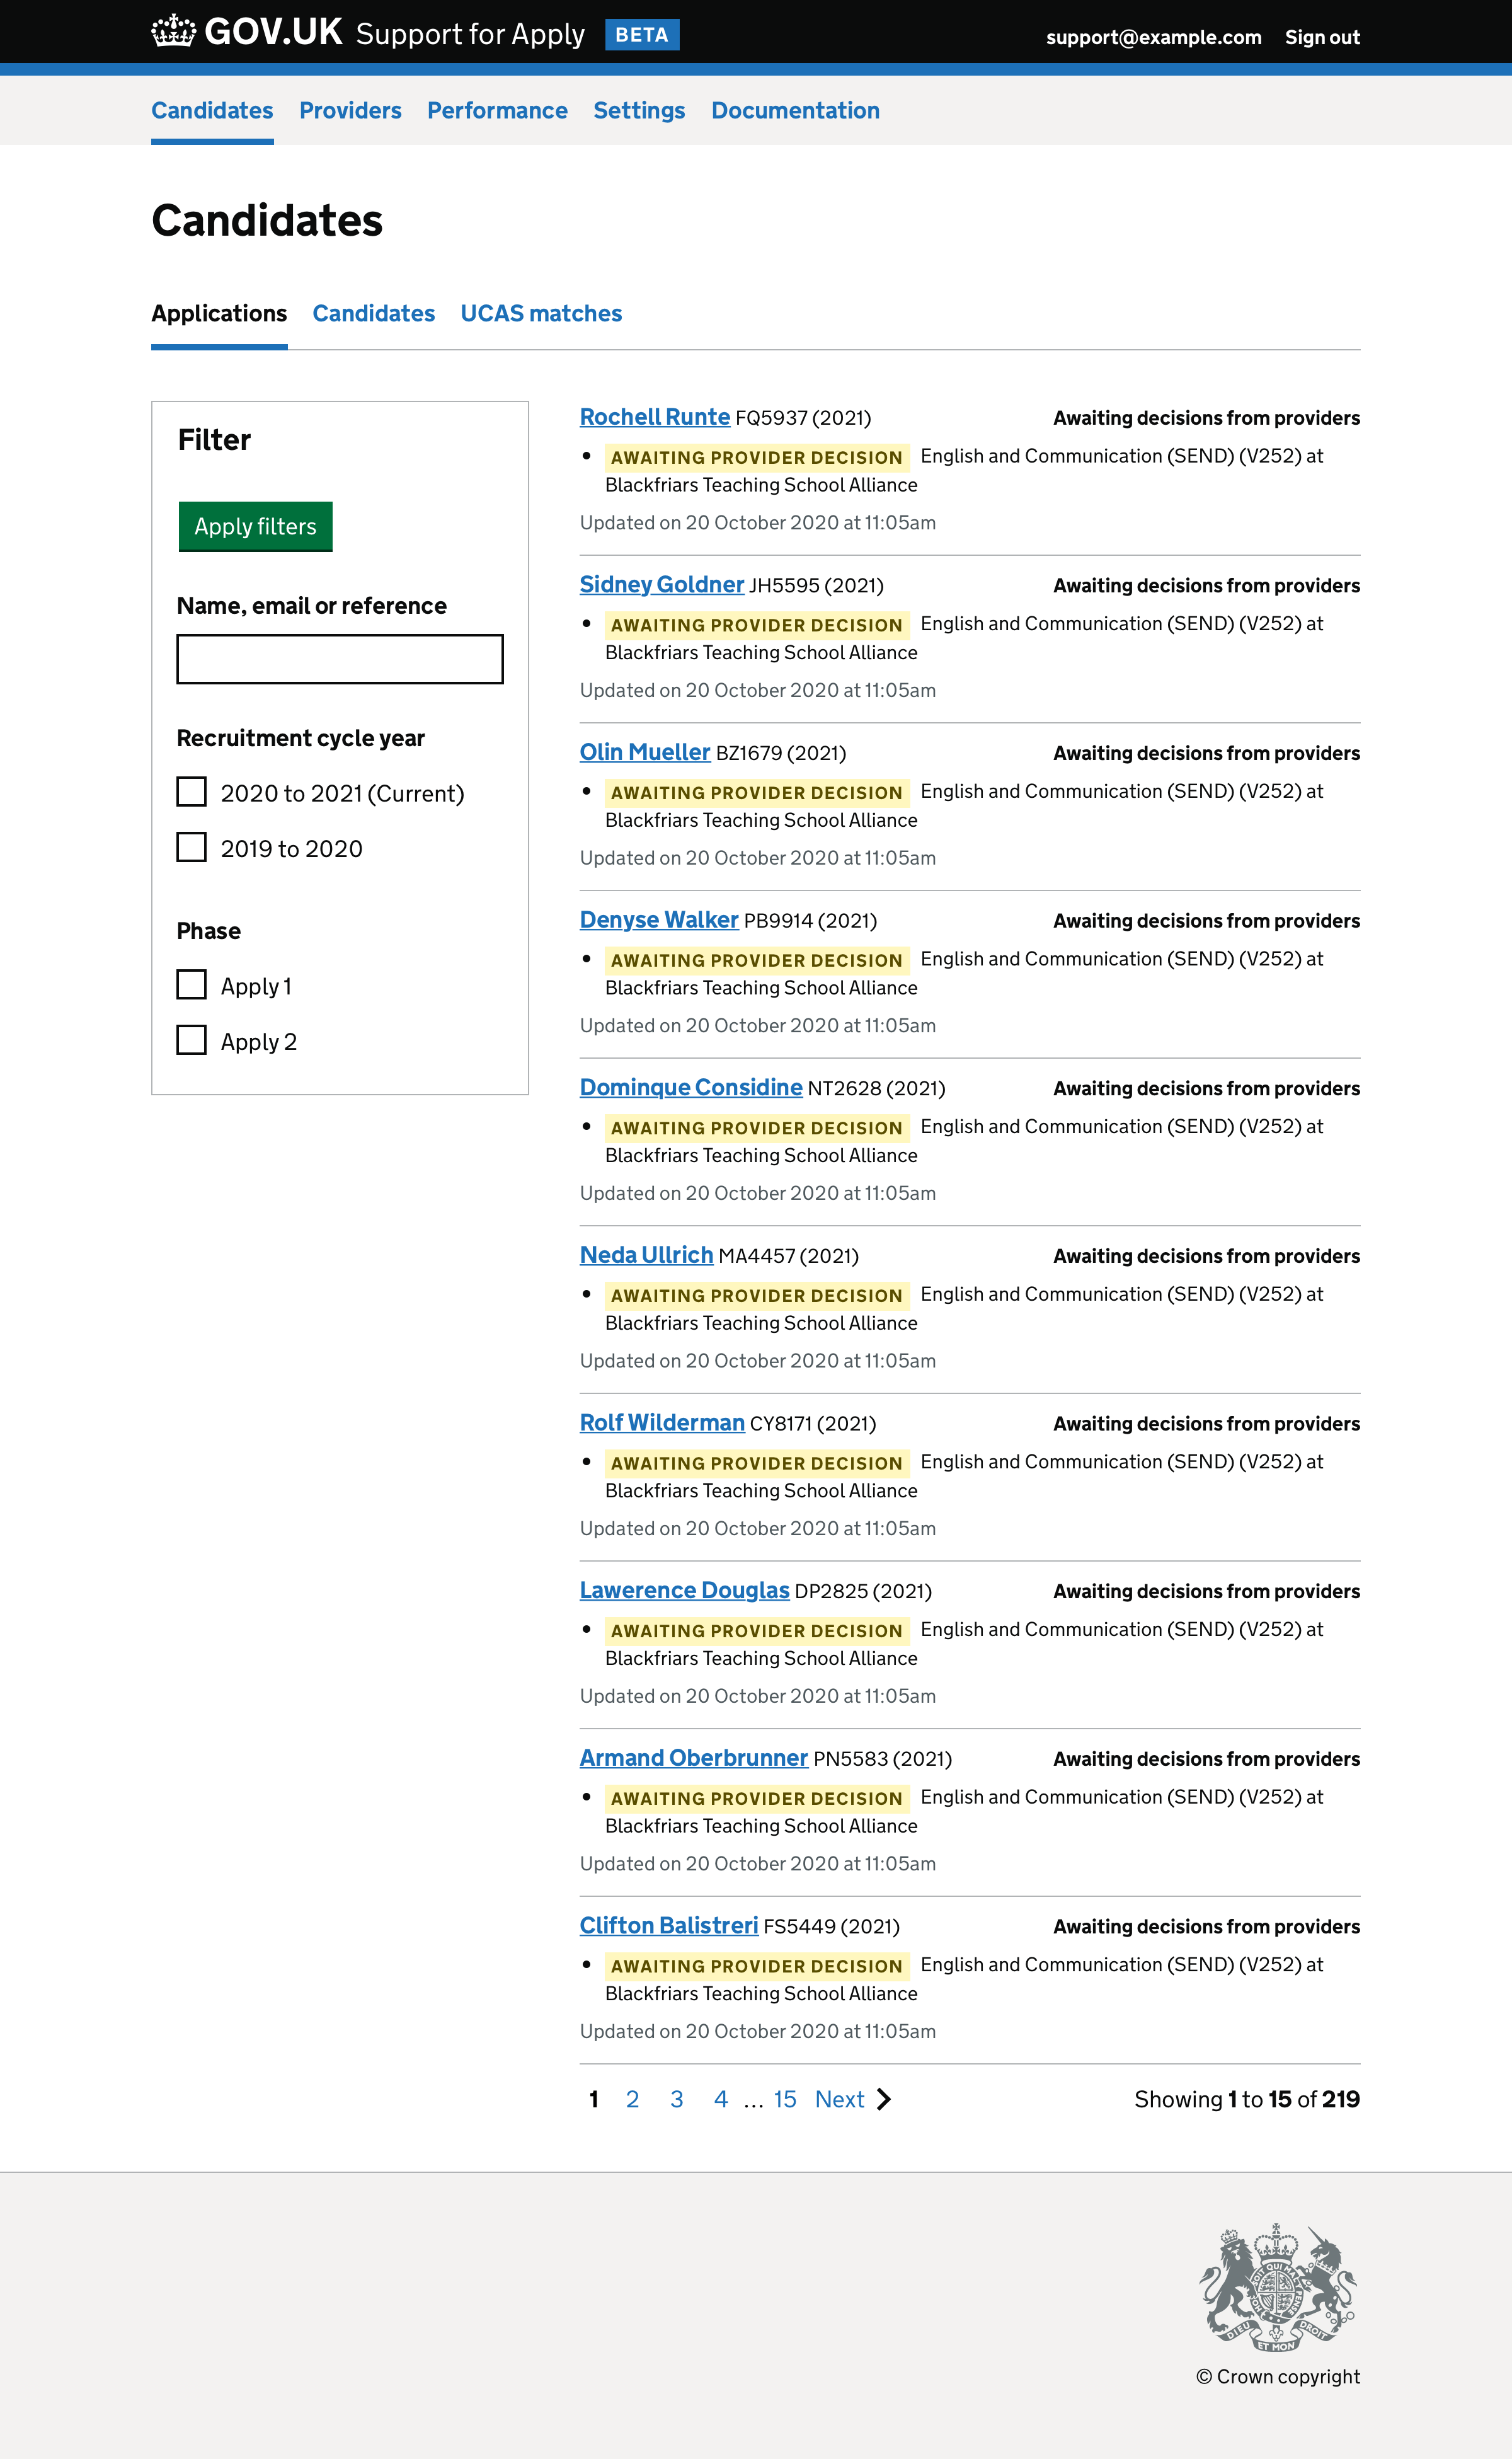 GOV.UK Support for Apply BETA support@example.com Sign out
Candidates Providers Performance Settings Documentation
Candidates
Applications Candidates UCAS matches
Filter
Apply filters
Name, email or reference
Recruitment cycle year
2020 to 2021 (Current)
2019 to 2020
Phase
Apply 1
Apply 2
Rochell Runte FQ5937 (2021) Awaiting decisions from providers
• AWAITING PROVIDER DECISION English and Communication (SEND) (V252) at
Blackfriars Teaching School Alliance
Updated on 20 October 2020 at 11:05am
Sidney Goldner JH5595 (2021) Awaiting decisions from providers
• AWAITING PROVIDER DECISION English and Communication (SEND) (V252) at
Blackfriars Teaching School Alliance
Updated on 20 October 2020 at 11:05am
Olin Mueller BZ1679 (2021) Awaiting decisions from providers
• AWAITING PROVIDER DECISION English and Communication (SEND) (V252) at
Blackfriars Teaching School Alliance
Updated on 20 October 2020 at 11:05am
Denyse Walker PB9914 (2021) Awaiting decisions from providers
• AWAITING PROVIDER DECISION English and Communication (SEND) (V252) at
Blackfriars Teaching School Alliance
Updated on 20 October 2020 at 11:05am
Dominque Considine NT2628 (2021) Awaiting decisions from providers
• AWAITING PROVIDER DECISION English and Communication (SEND) (V252) at
Blackfriars Teaching School Alliance
Updated on 20 October 2020 at 11:05am
Neda Ullrich MA4457 (2021) Awaiting decisions from providers
• AWAITING PROVIDER DECISION English and Communication (SEND) (V252) at
Blackfriars Teaching School Alliance
Updated on 20 October 2020 at 11:05am
Rolf Wilderman CY8171 (2021) Awaiting decisions from providers
• AWAITING PROVIDER DECISION English and Communication (SEND) (V252) at
Blackfriars Teaching School Alliance
Updated on 20 October 2020 at 11:05am
Lawerence Douglas DP2825 (2021) Awaiting decisions from providers
• AWAITING PROVIDER DECISION English and Communication (SEND) (V252) at
Blackfriars Teaching School Alliance
Updated on 20 October 2020 at 11:05am
Armand Oberbrunner PN5583 (2021) Awaiting decisions from providers
• AWAITING PROVIDER DECISION English and Communication (SEND) (V252) at
Blackfriars Teaching School Alliance
Updated on 20 October 2020 at 11:05am
Clifton Balistreri FS5449 (2021) Awaiting decisions from providers
• AWAITING PROVIDER DECISION English and Communication (SEND) (V252) at
Blackfriars Teaching School Alliance
Updated on 20 October 2020 at 11:05am
1 2 3 4 … 15 Next Showing 1 to 15 of 219
DIEU ET MON DROIT
© Crown copyright